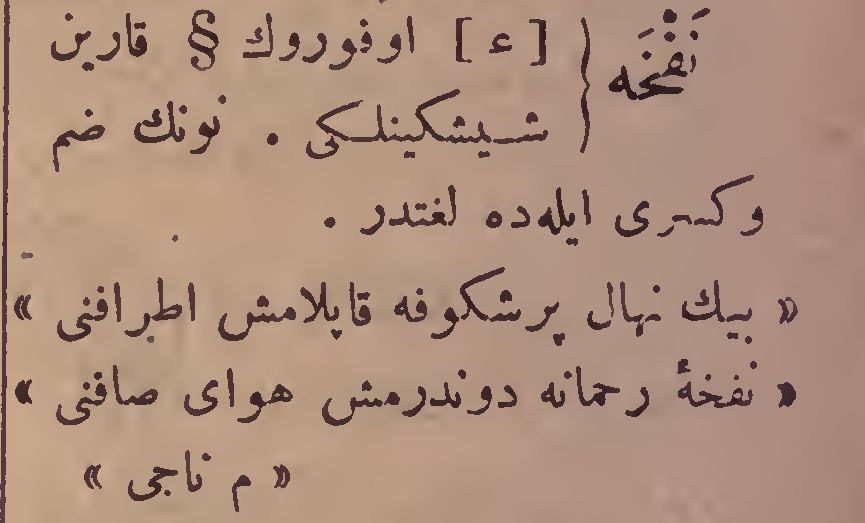 نَفْخَه { [ ع ] اوفوروك § قارين
شيشكينلكى . نونك ضم
وكسرى ايله‌ده لغتدر .
« بيك نهال پرشكوفه قاپلامش اطرافنى »
« نفخهٔ رحمانه دوندرمش هواى صافنى »
« م ناجى »